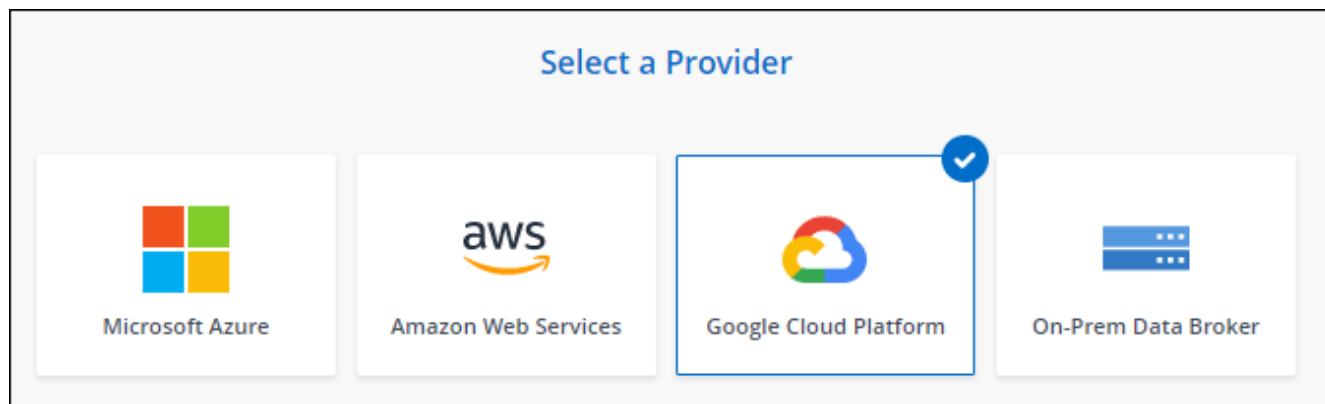 Select a Provider
aws
Microsoft Azure
Amazon Web Services
Google Cloud Platform
On-Prem Data Broker